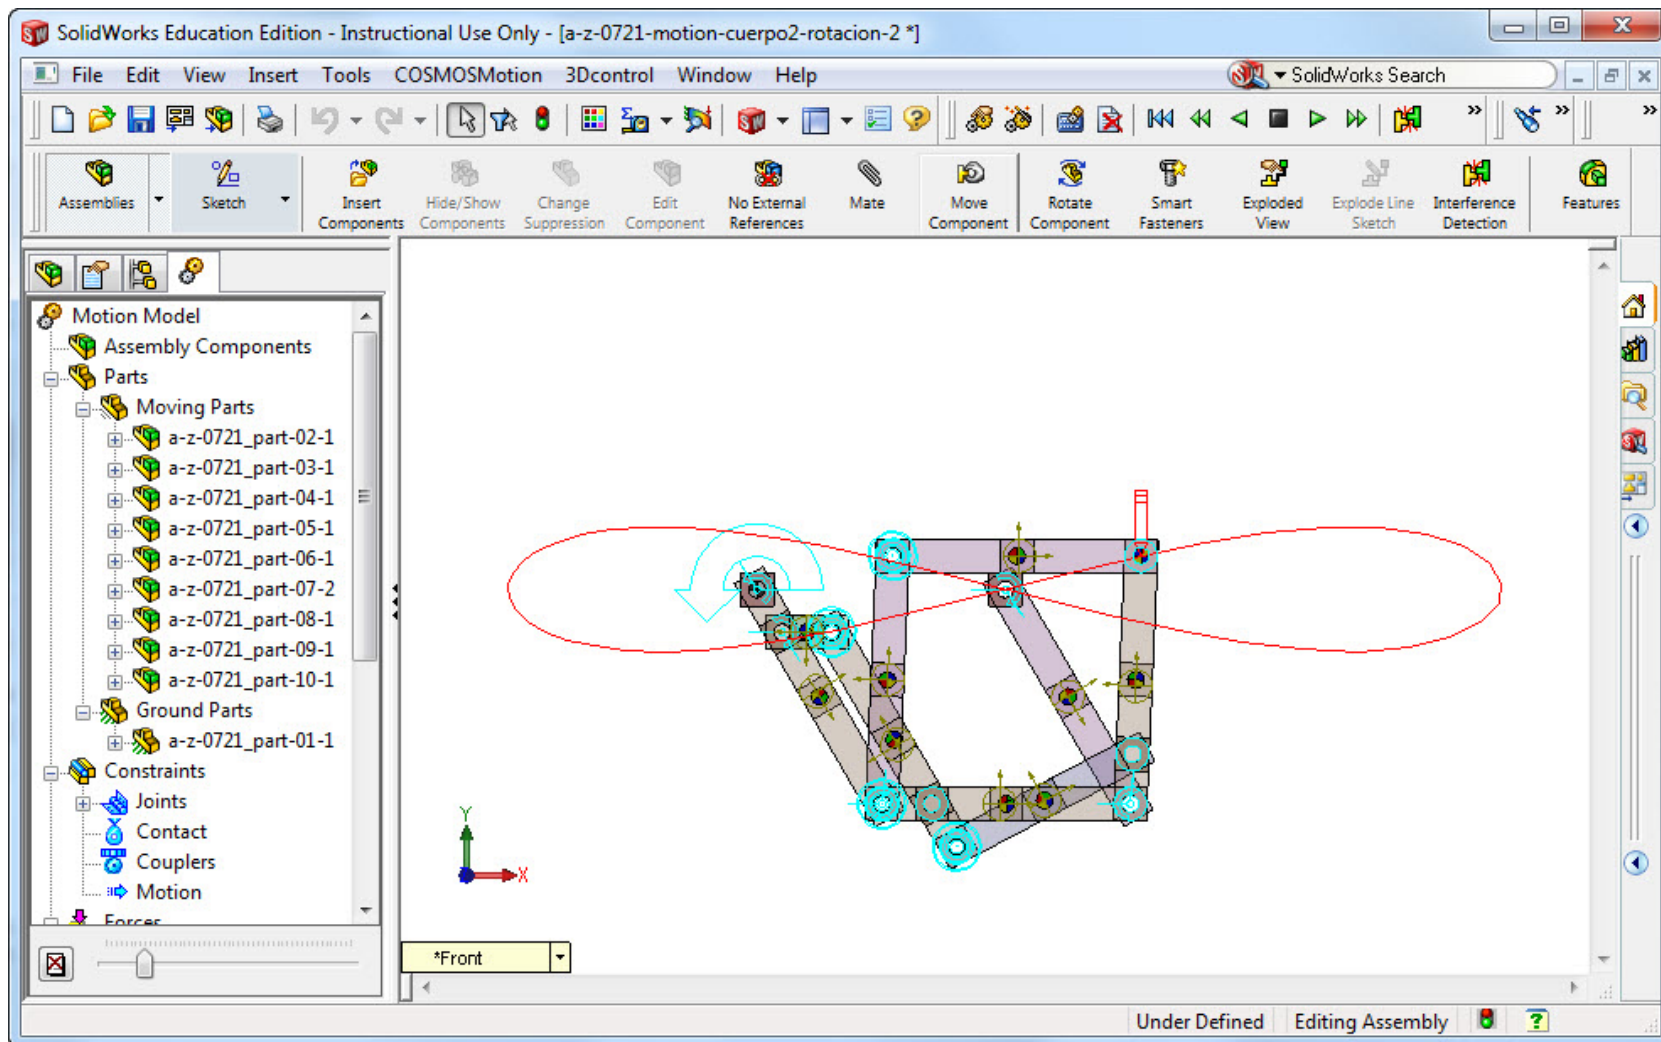 SolidWorks Education Edition - Instructional Use Only - [a-z-0721-motion-cuerpo2-rotacion-2 *]
File Edit View Insert Tools COSMOSMotion 3Dcontrol Window Help SolidWorks Search
Assemblies Sketch Insert Components Hide/Show Components Change Suppression Edit Component No External References Mate Move Component Rotate Component Smart Fasteners Exploded View Explode Line Sketch Interference Detection Features
Motion Model
Assembly Components
Parts
Moving Parts
a-z-0721_part-02-1
a-z-0721_part-03-1
a-z-0721_part-04-1
a-z-0721_part-05-1
a-z-0721_part-06-1
a-z-0721_part-07-2
a-z-0721_part-08-1
a-z-0721_part-09-1
a-z-0721_part-10-1
Ground Parts
a-z-0721_part-01-1
Constraints
Joints
Contact
Couplers
Motion
Forces
Y
X
*Front
Under Defined Editing Assembly